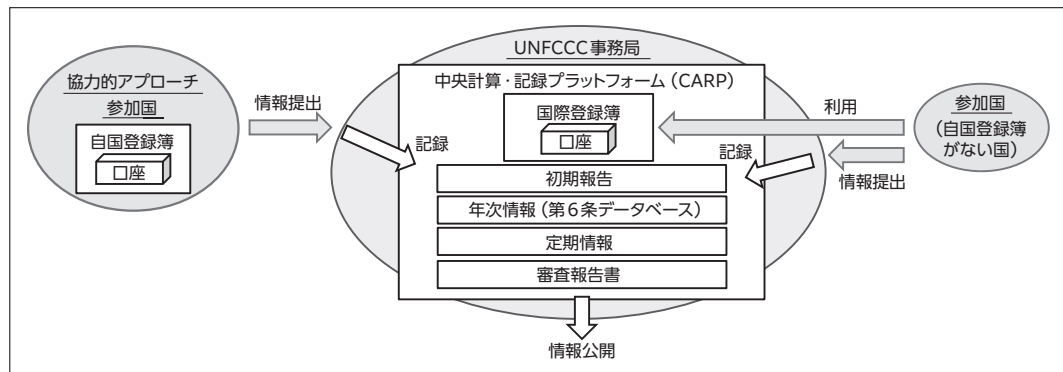 協力的アプローチ
参加国
自国登録簿
口座
情報提出
UNFCCC事務局
中央計算・記録プラットフォーム（CARP）
国際登録簿
口座
記録
初期報告
年次情報（第6条データベース）
定期情報
審査報告書
情報公開
利用
記録
情報提出
参加国
（自国登録簿
がない国）